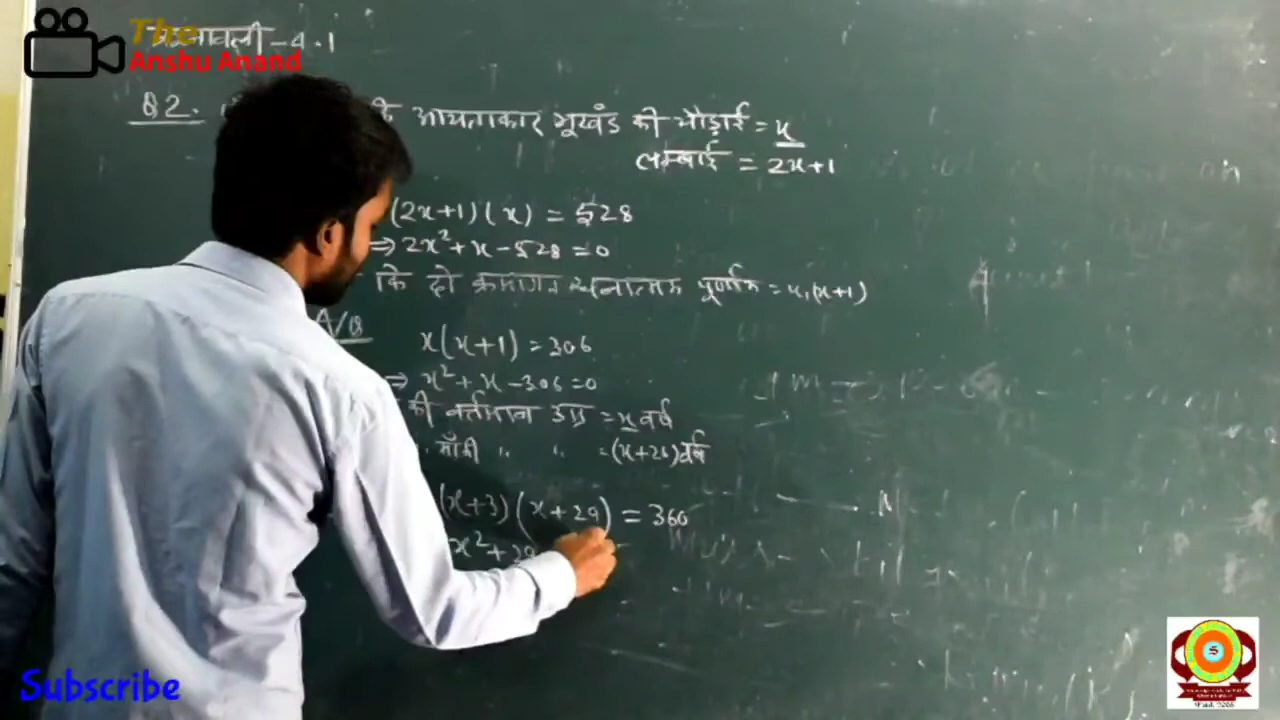 The
Anshu Anand
प्रश्नावली-4.1
Q2. आयताकार भूखंड की चौड़ाई = x
लम्बाई = 2x+1
(2x+1)(x) = 528
⇒ 2x²+x-528=0
कि दो क्रमागत धनात्मक पूर्णांक = x,(x+1)
A/Q
x(x+1)=306
⇒ x²+x-306=0
की वर्तमान उम्र = x वर्ष
माँ की " " =(x+26)वर्ष
(x+3)(x+29)=360
x²+29
Subscribe